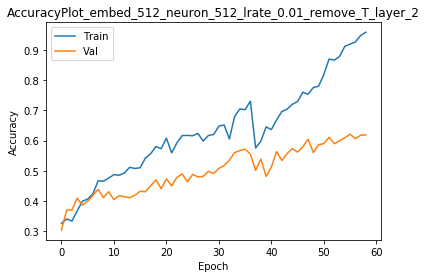 AccuracyPlot_embed_512_neuron_512_lrate_0.01_remove_T_layer_2
Train
Val
0.9
0.8
0.7
0.6
0.5
0.4
0.3
Accuracy
0 10 20 30 40 50 60
Epoch